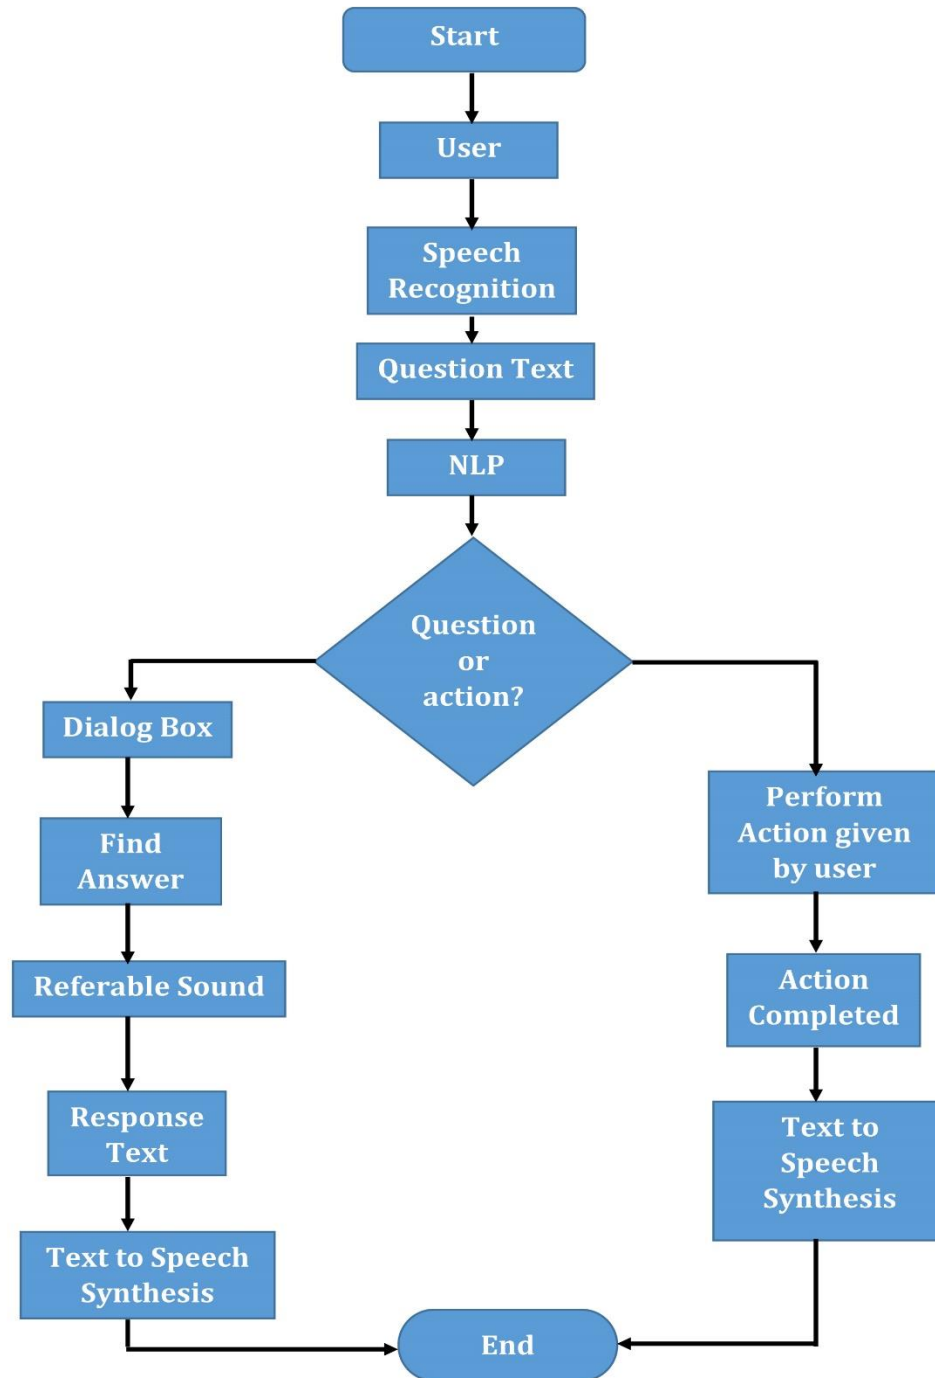 Start
User
Speech
Recognition
Question Text
NLP
Question
or
action?
Dialog Box
Find
Answer
Referable Sound
Response
Text
Text to Speech
Synthesis
Perform
Action given
by user
Action
Completed
Text to
Speech
Synthesis
End